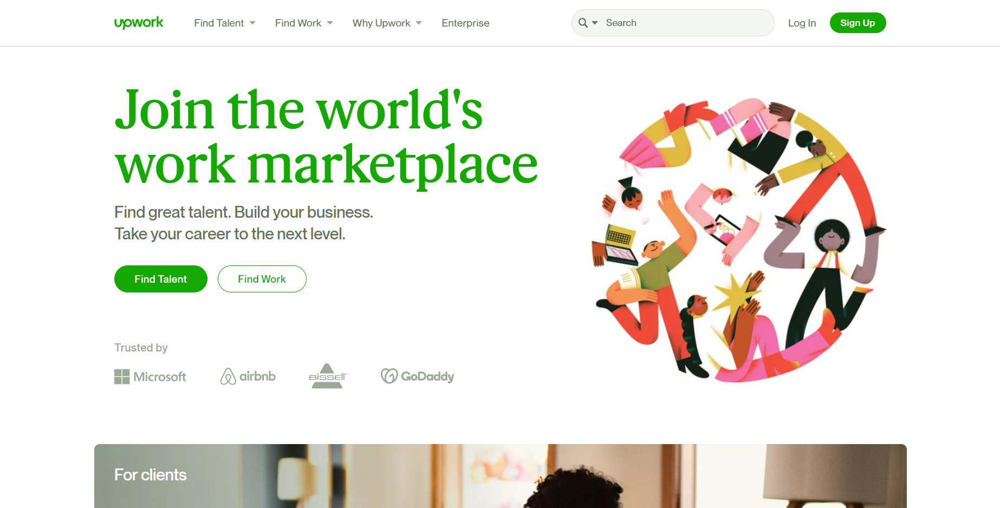 upwork
Find Talent
Find Work
Why Upwork
Enterprise
Search
Log In
Sign Up
Join the world's
work marketplace
Find great talent. Build your business.
Take your career to the next level.
Find Talent
Find Work
Trusted by
Microsoft
airbnb
BISSELL
GoDaddy
For clients